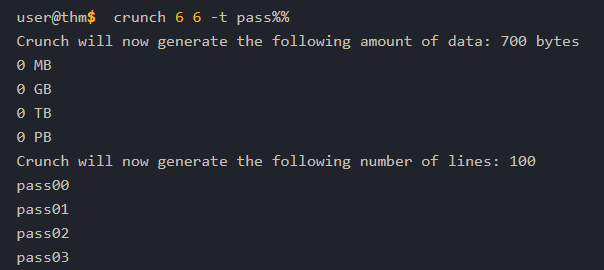 user@thm$ crunch 6 6 -t pass%%
Crunch will now generate the following amount of data: 700 bytes
0 MB
0 GB
0 TB
0 PB
Crunch will now generate the following number of lines: 100
pass00
pass01
pass02
pass03